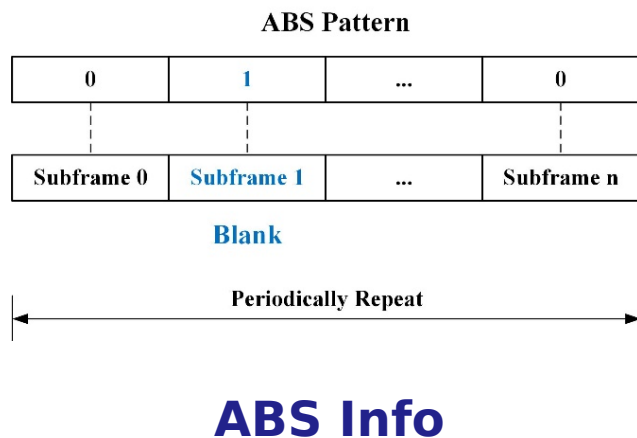 ABS Pattern
0 1 ... 0
Subframe 0 Subframe 1 ... Subframe n
Blank
Periodically Repeat
ABS Info